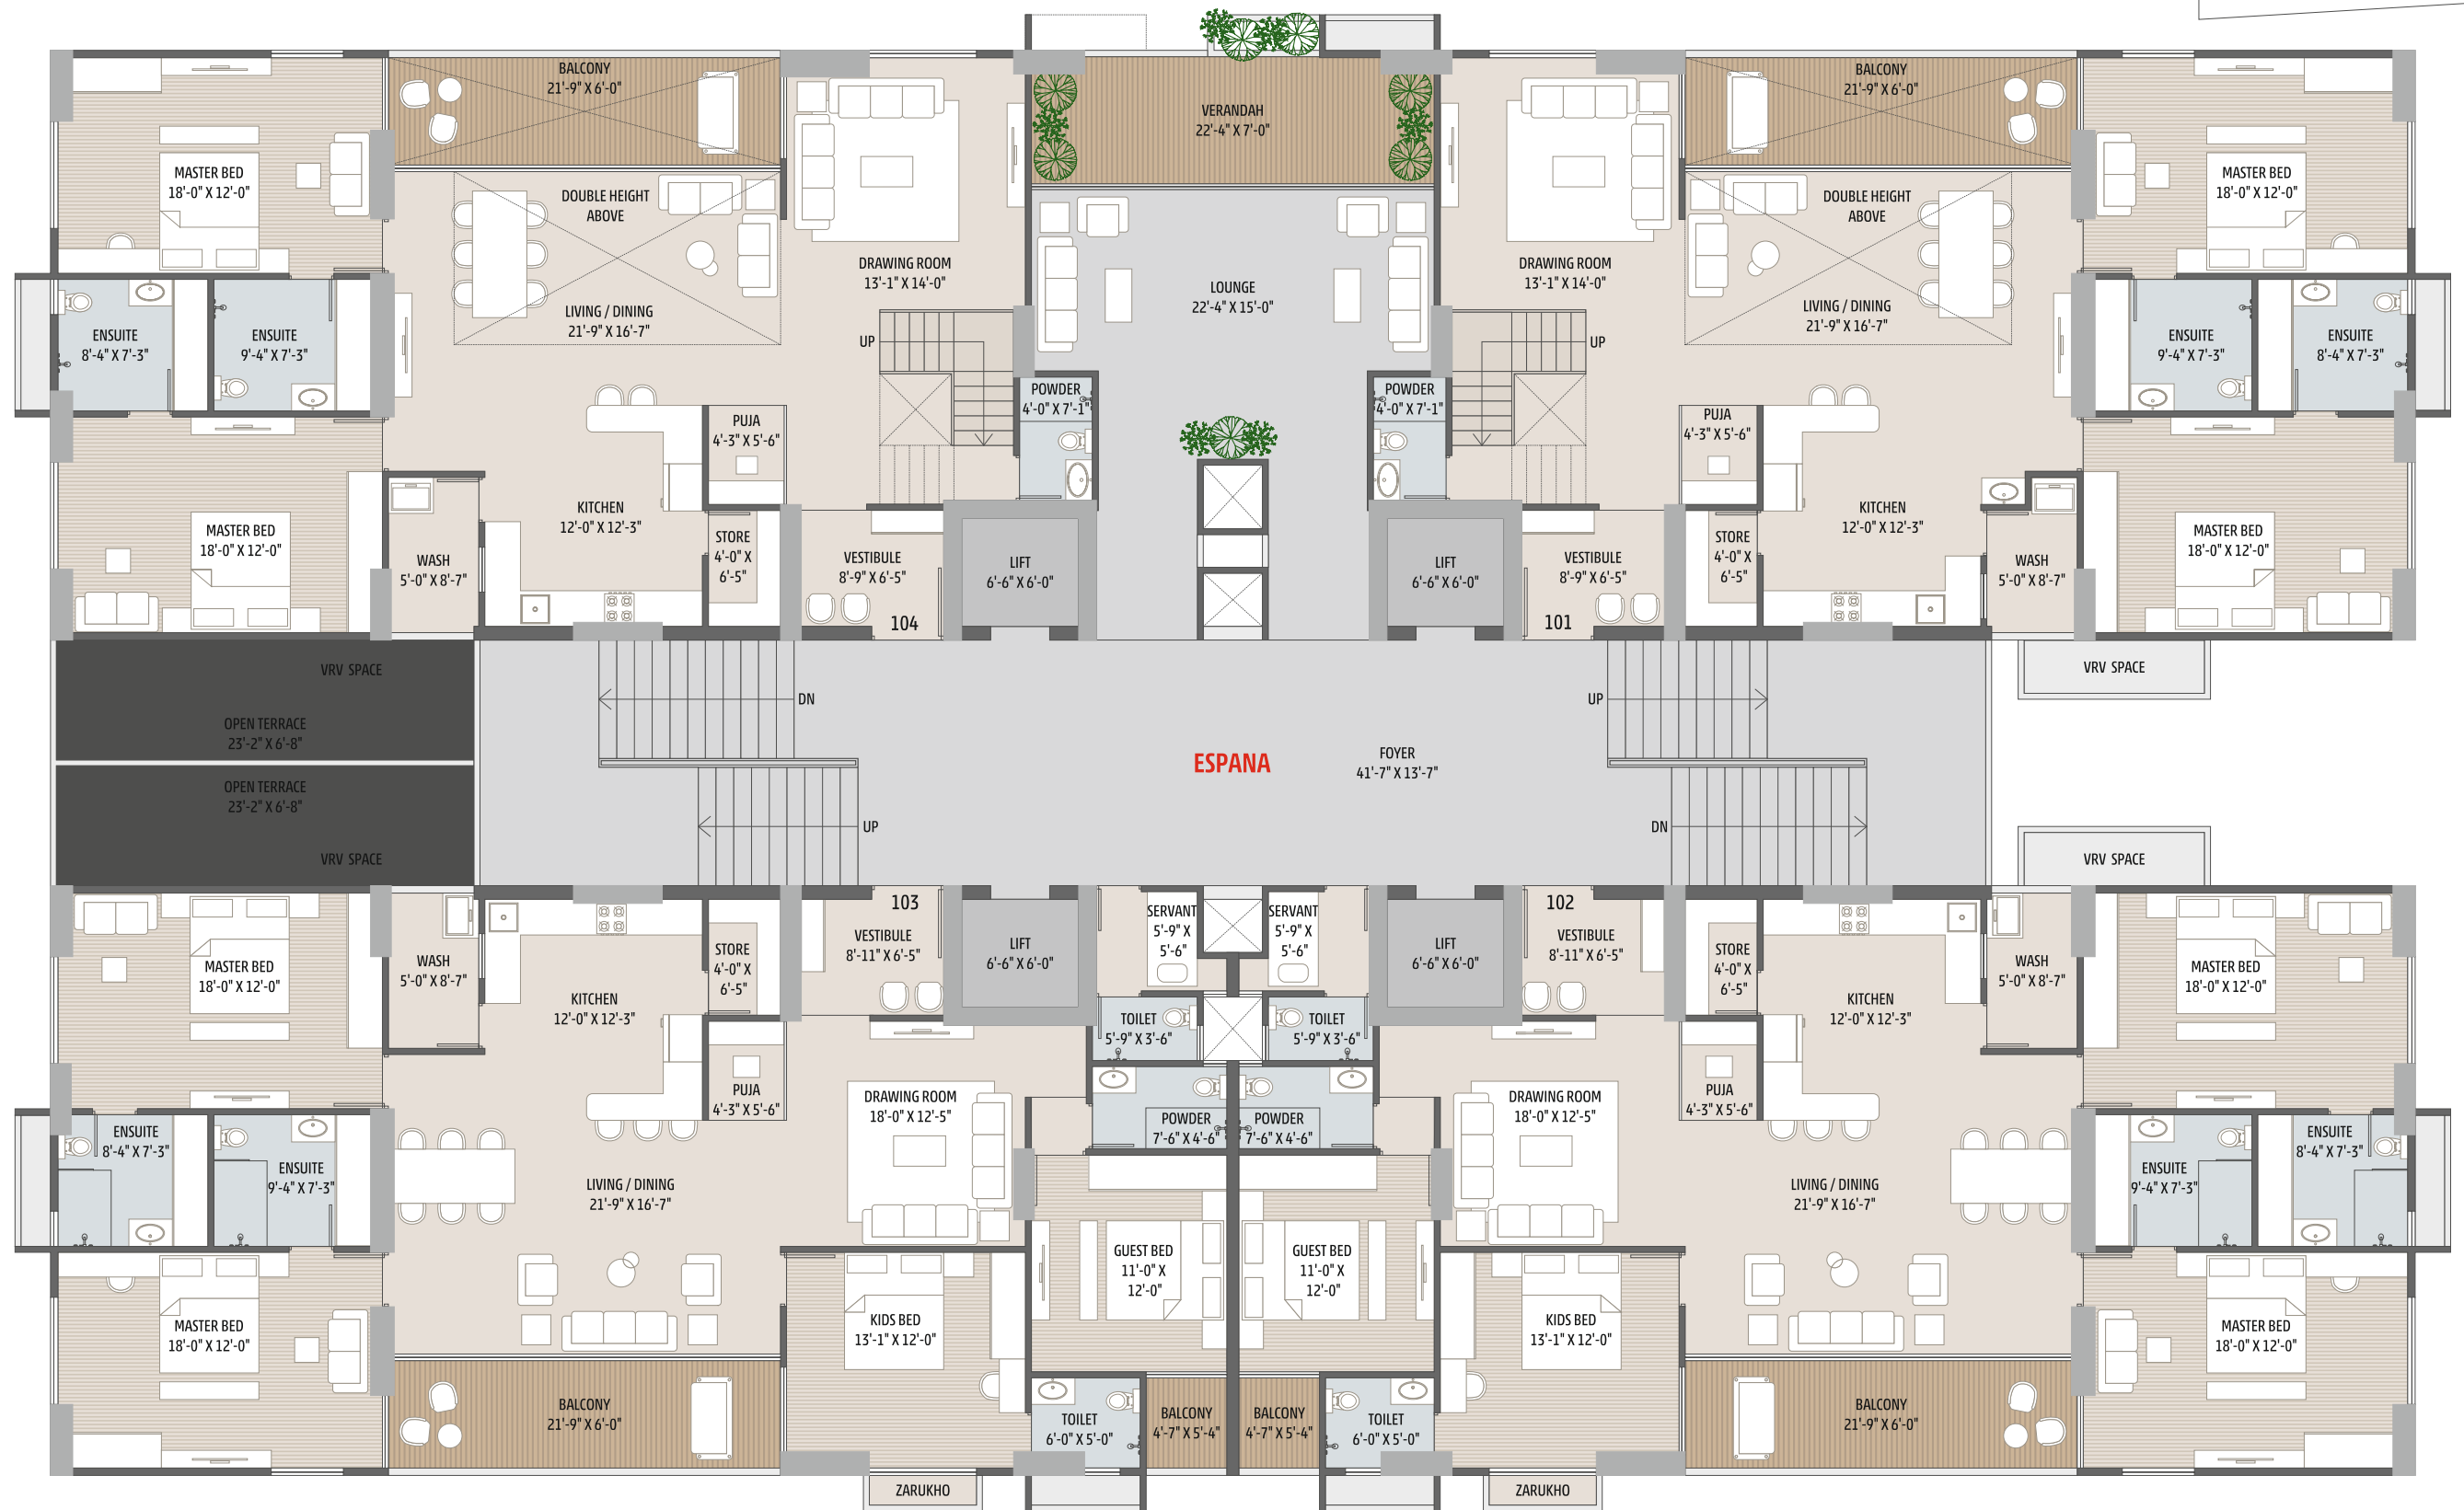 BALCONY
21'-9" X 6'-0"
MASTER BED
18'-0" X 12'-0"
DOUBLE HEIGHT
ABOVE
LIVING / DINING
21'-9" X 16'-7"
DRAWING ROOM
13'-1" X 14'-0"
VERANDAH
22'-4" X 7'-0"
LOUNGE
22'-4" X 15'-0"
DRAWING ROOM
13'-1" X 14'-0"
BALCONY
21'-9" X 6'-0"
DOUBLE HEIGHT
ABOVE
LIVING / DINING
21'-9" X 16'-7"
MASTER BED
18'-0" X 12'-0"
ENSUITE
8'-4" X 7'-3"
ENSUITE
9'-4" X 7'-3"
UP
POWDER
4'-0" X 7'-1"
POWDER
4'-0" X 7'-1"
UP
ENSUITE
9'-4" X 7'-3"
ENSUITE
8'-4" X 7'-3"
PUJA
4'-3" X 5'-6"
PUJA
4'-3" X 5'-6"
MASTER BED
18'-0" X 12'-0"
WASH
5'-0" X 8'-7"
KITCHEN
12'-0" X 12'-3"
STORE
4'-0" X
6'-5"
VESTIBULE
8'-9" X 6'-5"
104
LIFT
6'-6" X 6'-0"
LIFT
6'-6" X 6'-0"
VESTIBULE
8'-9" X 6'-5"
101
STORE
4'-0" X
6'-5"
KITCHEN
12'-0" X 12'-3"
WASH
5'-0" X 8'-7"
MASTER BED
18'-0" X 12'-0"
VRV SPACE
OPEN TERRACE
23'-2" X 6'-8"
DN
UP
VRV SPACE
ESPANA
FOYER
41'-7" X 13'-7"
OPEN TERRACE
23'-2" X 6'-8"
VRV SPACE
UP
DN
VRV SPACE
MASTER BED
18'-0" X 12'-0"
WASH
5'-0" X 8'-7"
KITCHEN
12'-0" X 12'-3"
STORE
4'-0" X
6'-5"
103
VESTIBULE
8'-11" X 6'-5"
LIFT
6'-6" X 6'-0"
SERVANT
5'-9" X
5'-6"
SERVANT
5'-9" X
5'-6"
LIFT
6'-6" X 6'-0"
102
VESTIBULE
8'-11" X 6'-5"
STORE
4'-0" X
6'-5"
KITCHEN
12'-0" X 12'-3"
WASH
5'-0" X 8'-7"
MASTER BED
18'-0" X 12'-0"
TOILET
5'-9" X 3'-6"
TOILET
5'-9" X 3'-6"
PUJA
4'-3" X 5'-6"
DRAWING ROOM
18'-0" X 12'-5"
POWDER
7'-6" X 4'-6"
POWDER
7'-6" X 4'-6"
DRAWING ROOM
18'-0" X 12'-5"
PUJA
4'-3" X 5'-6"
ENSUITE
8'-4" X 7'-3"
ENSUITE
9'-4" X 7'-3"
LIVING / DINING
21'-9" X 16'-7"
LIVING / DINING
21'-9" X 16'-7"
ENSUITE
9'-4" X 7'-3"
ENSUITE
8'-4" X 7'-3"
GUEST BED
11'-0" X
12'-0"
GUEST BED
11'-0" X
12'-0"
MASTER BED
18'-0" X 12'-0"
KIDS BED
13'-1" X 12'-0"
KIDS BED
13'-1" X 12'-0"
MASTER BED
18'-0" X 12'-0"
BALCONY
21'-9" X 6'-0"
TOILET
6'-0" X 5'-0"
BALCONY
4'-7" X 5'-4"
BALCONY
4'-7" X 5'-4"
TOILET
6'-0" X 5'-0"
BALCONY
21'-9" X 6'-0"
ZARUKHO
ZARUKHO